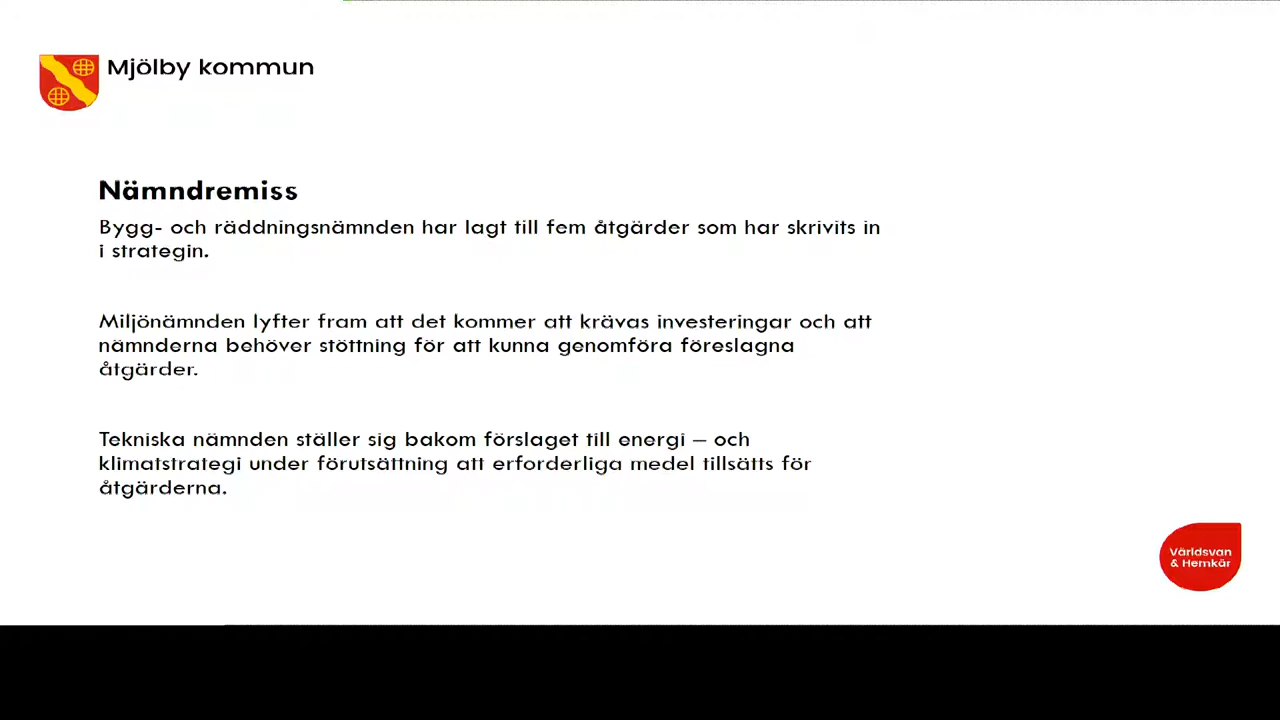 Mjölby kommun
Nämndremiss
Bygg- och räddningsnämnden har lagt till fem åtgärder som har skrivits in
i strategin.
Miljönämnden lyfter fram att det kommer att krävas investeringar och att
nämnderna behöver stöttning för att kunna genomföra föreslagna
åtgärder.
Tekniska nämnden ställer sig bakom förslaget till energi – och
klimatstrategi under förutsättning att erforderliga medel tillsätts för
åtgärderna.
Världsvan
& Hemkär